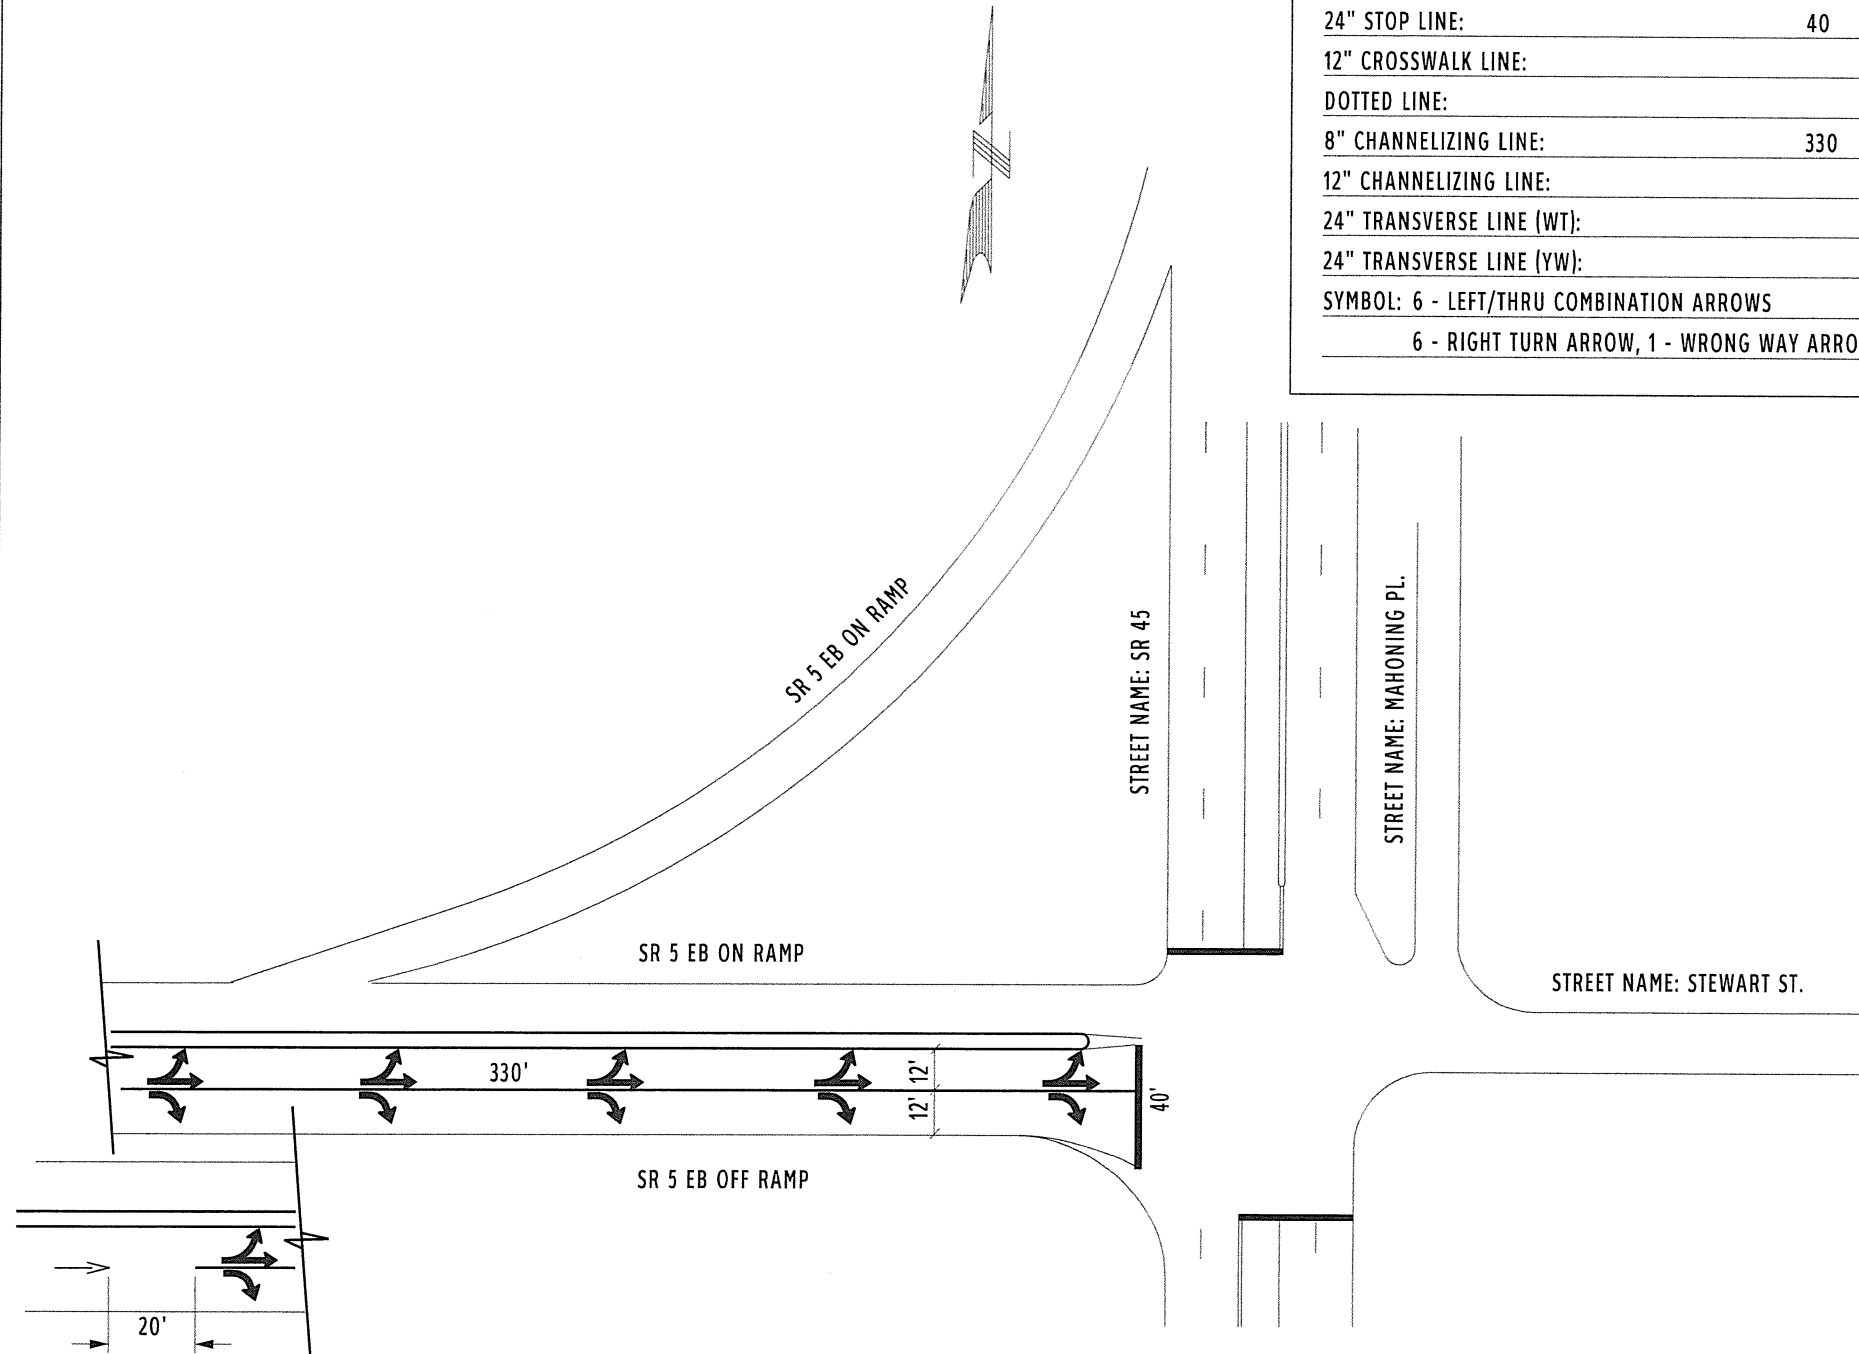 24" STOP LINE: 40
12" CROSSWALK LINE:
DOTTED LINE:
8" CHANNELIZING LINE: 330
12" CHANNELIZING LINE:
24" TRANSVERSE LINE (WT):
24" TRANSVERSE LINE (YW):
SYMBOL: 6 - LEFT/THRU COMBINATION ARROWS
6 - RIGHT TURN ARROW, 1 - WRONG WAY ARRO
N
SR 5 EB ON RAMP
STREET NAME: SR 45
STREET NAME: MAHONING PL.
SR 5 EB ON RAMP
STREET NAME: STEWART ST.
330'
12'
12'
40'
SR 5 EB OFF RAMP
20'